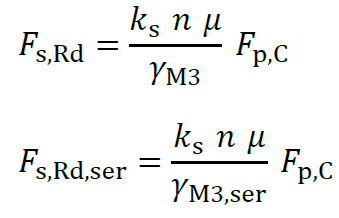 F_s,Rd = (k_s n μ / γ_M3) F_p,C
F_s,Rd,ser = (k_s n μ / γ_M3,ser) F_p,C